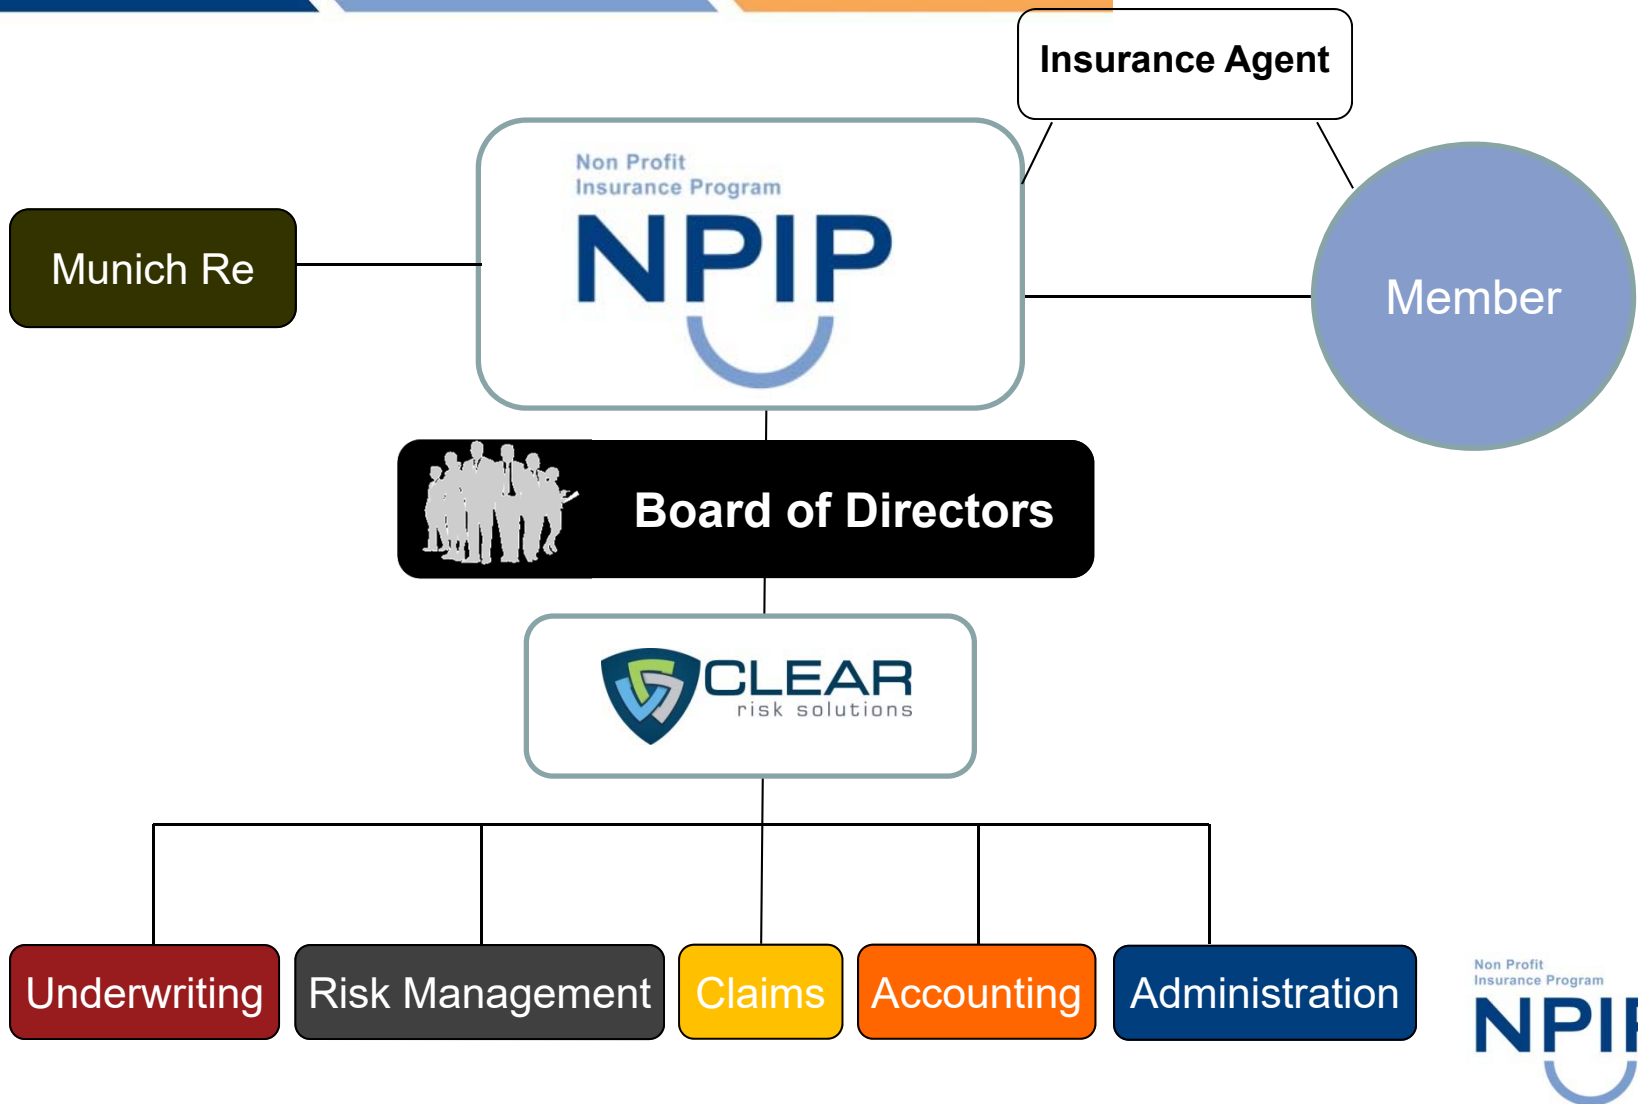 Insurance Agent
Non Profit
Insurance Program
NPIP
Munich Re
Member
Board of Directors
CLEAR
risk solutions
Underwriting
Risk Management
Claims
Accounting
Administration
Non Profit
Insurance Program
NPIP